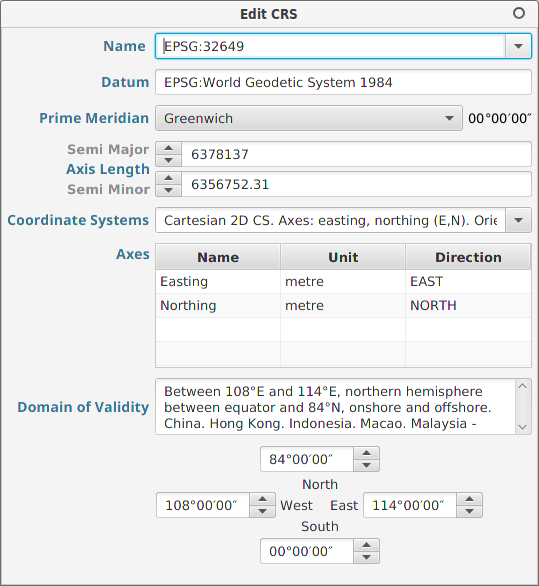 Edit CRS
Name EPSG:32649
Datum EPSG:World Geodetic System 1984
Prime Meridian Greenwich 00°00′00″
Semi Major 6378137
Axis Length
Semi Minor 6356752.31
Coordinate Systems Cartesian 2D CS. Axes: easting, northing (E,N). Orie
Axes Name Unit Direction
Easting metre EAST
Northing metre NORTH
Domain of Validity
Between 108°E and 114°E, northern hemisphere
between equator and 84°N, onshore and offshore.
China. Hong Kong. Indonesia. Macao. Malaysia -
84°00′00″
North
108°00′00″ West East 114°00′00″
South
00°00′00″